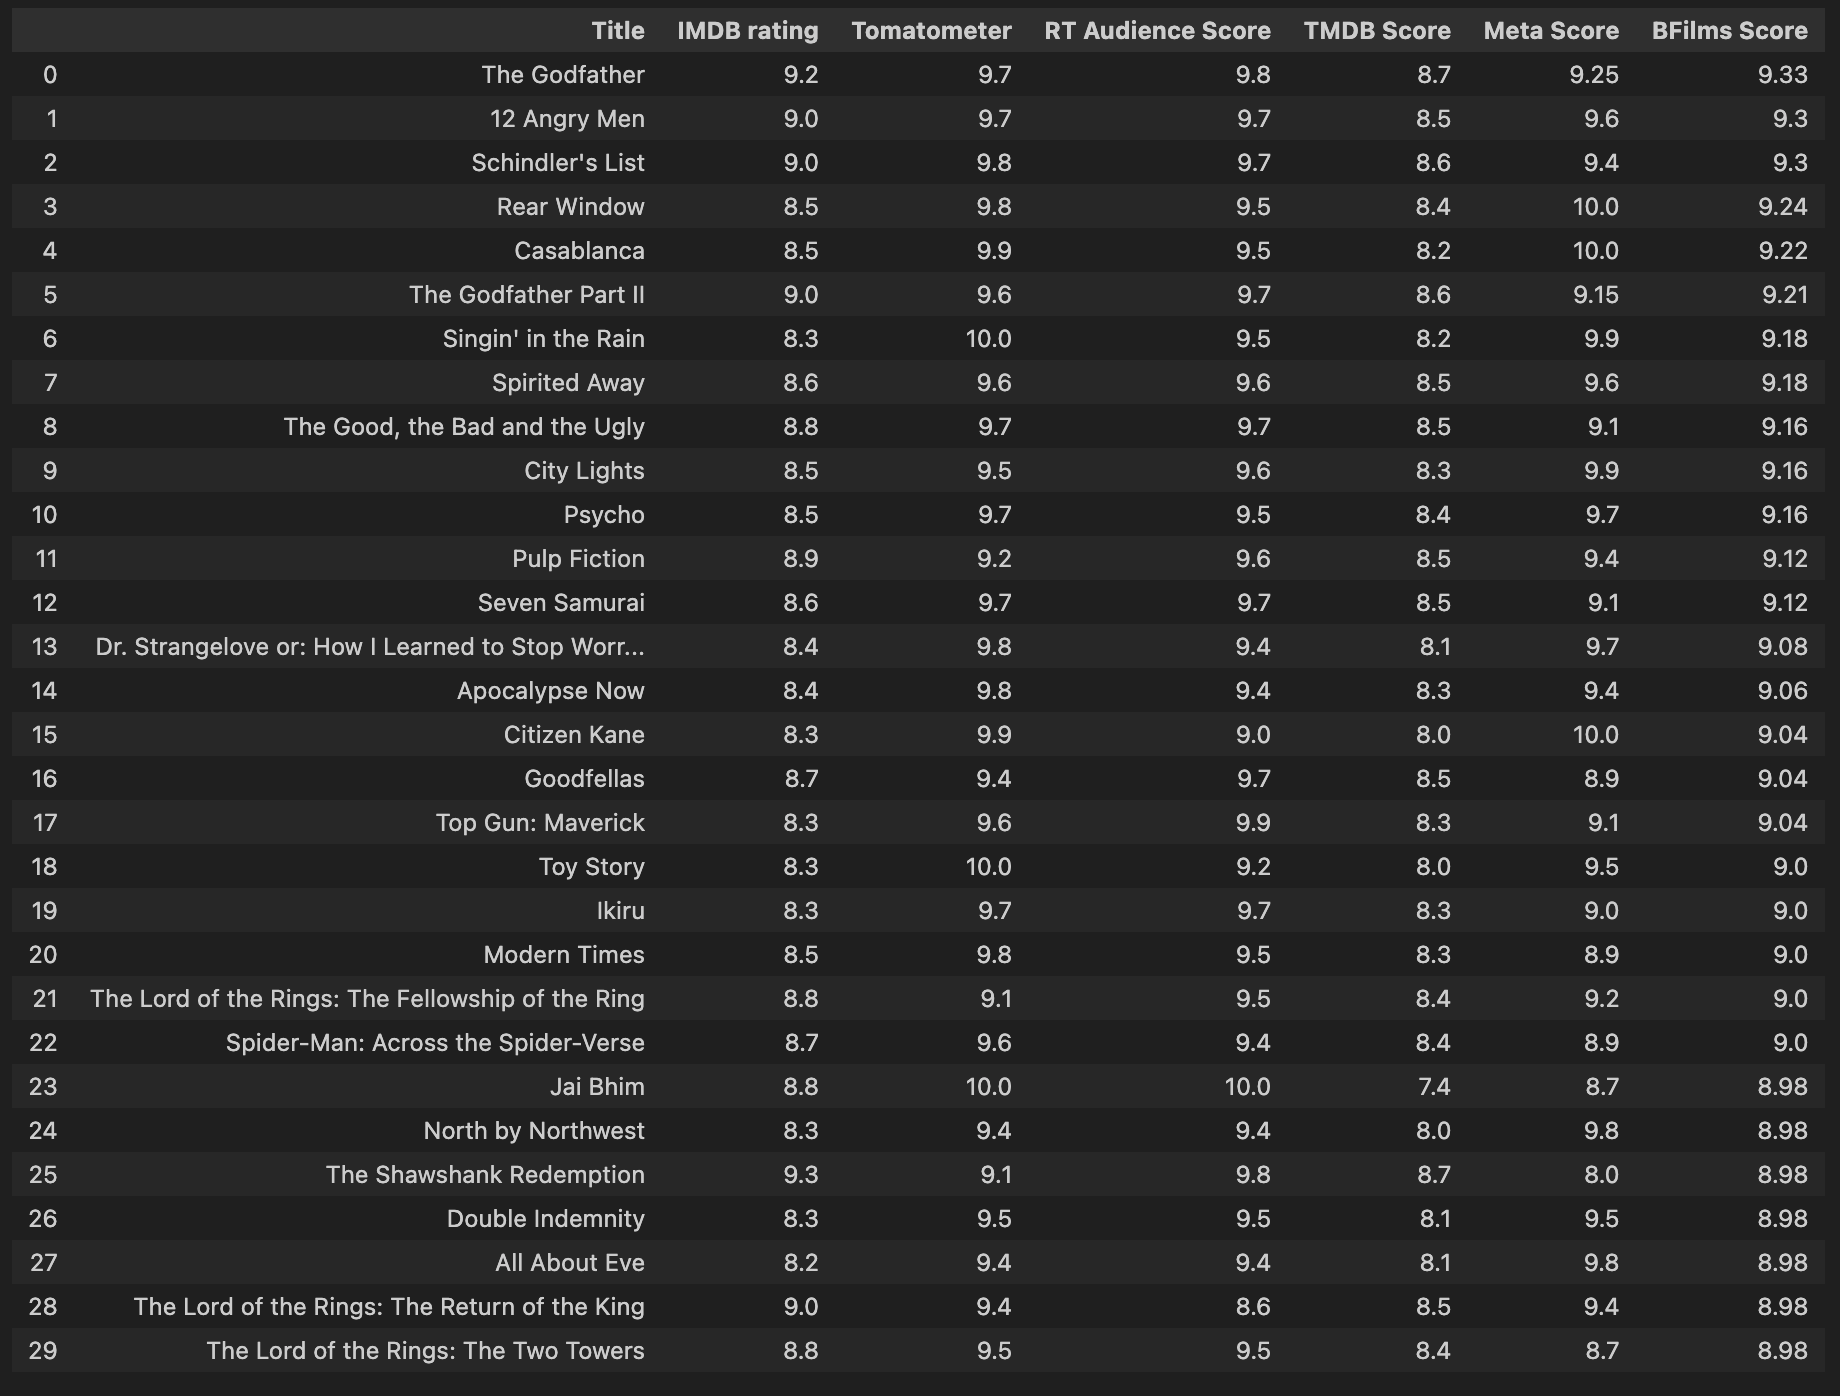 Title IMDB rating Tomatometer RT Audience Score TMDB Score Meta Score BFilms Score
0 The Godfather 9.2 9.7 9.8 8.7 9.25 9.33
1 12 Angry Men 9.0 9.7 9.7 8.5 9.6 9.3
2 Schindler's List 9.0 9.8 9.7 8.6 9.4 9.3
3 Rear Window 8.5 9.8 9.5 8.4 10.0 9.24
4 Casablanca 8.5 9.9 9.5 8.2 10.0 9.22
5 The Godfather Part II 9.0 9.6 9.7 8.6 9.15 9.21
6 Singin' in the Rain 8.3 10.0 9.5 8.2 9.9 9.18
7 Spirited Away 8.6 9.6 9.6 8.5 9.6 9.18
8 The Good, the Bad and the Ugly 8.8 9.7 9.7 8.5 9.1 9.16
9 City Lights 8.5 9.5 9.6 8.3 9.9 9.16
10 Psycho 8.5 9.7 9.5 8.4 9.7 9.16
11 Pulp Fiction 8.9 9.2 9.6 8.5 9.4 9.12
12 Seven Samurai 8.6 9.7 9.7 8.5 9.1 9.12
13 Dr. Strangelove or: How I Learned to Stop Worr... 8.4 9.8 9.4 8.1 9.7 9.08
14 Apocalypse Now 8.4 9.8 9.4 8.3 9.4 9.06
15 Citizen Kane 8.3 9.9 9.0 8.0 10.0 9.04
16 Goodfellas 8.7 9.4 9.7 8.5 8.9 9.04
17 Top Gun: Maverick 8.3 9.6 9.9 8.3 9.1 9.04
18 Toy Story 8.3 10.0 9.2 8.0 9.5 9.0
19 Ikiru 8.3 9.7 9.7 8.3 9.0 9.0
20 Modern Times 8.5 9.8 9.5 8.3 8.9 9.0
21 The Lord of the Rings: The Fellowship of the Ring 8.8 9.1 9.5 8.4 9.2 9.0
22 Spider-Man: Across the Spider-Verse 8.7 9.6 9.4 8.4 8.9 9.0
23 Jai Bhim 8.8 10.0 10.0 7.4 8.7 8.98
24 North by Northwest 8.3 9.4 9.4 8.0 9.8 8.98
25 The Shawshank Redemption 9.3 9.1 9.8 8.7 8.0 8.98
26 Double Indemnity 8.3 9.5 9.5 8.1 9.5 8.98
27 All About Eve 8.2 9.4 9.4 8.1 9.8 8.98
28 The Lord of the Rings: The Return of the King 9.0 9.4 8.6 8.5 9.4 8.98
29 The Lord of the Rings: The Two Towers 8.8 9.5 9.5 8.4 8.7 8.98